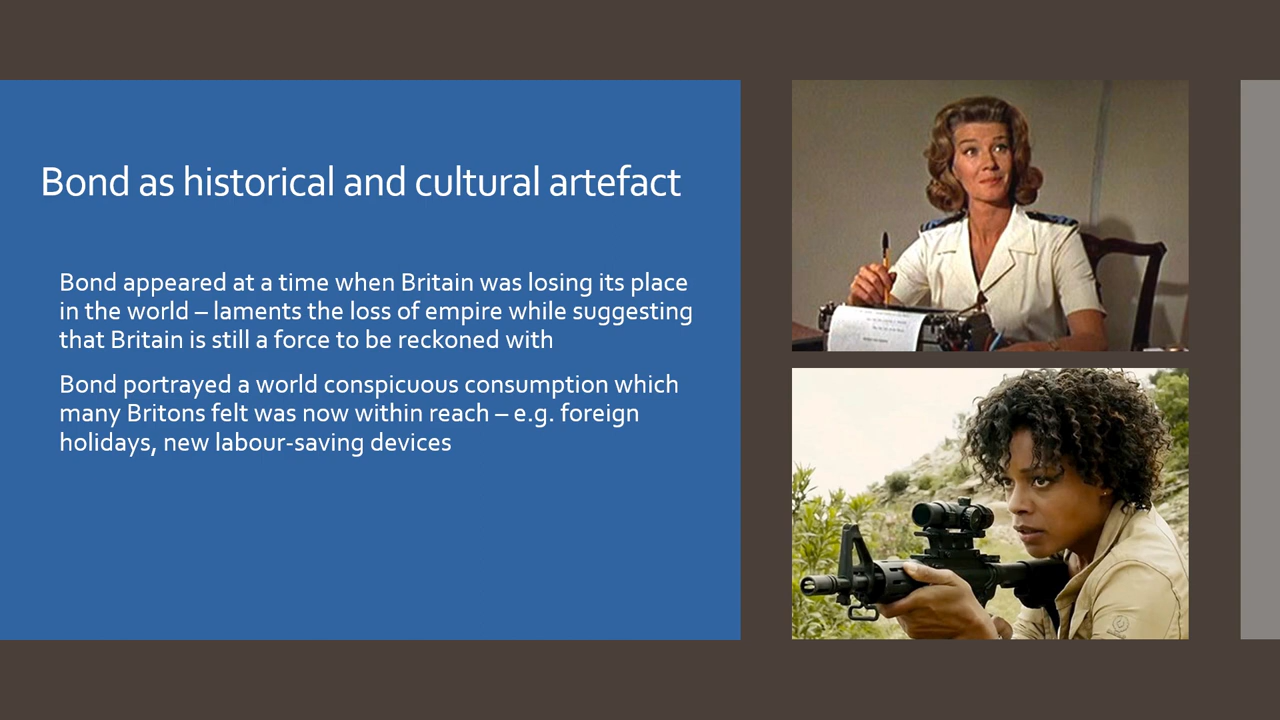 Bond as historical and cultural artefact
Bond appeared at a time when Britain was losing its place
in the world – laments the loss of empire while suggesting
that Britain is still a force to be reckoned with
Bond portrayed a world conspicuous consumption which
many Britons felt was now within reach – e.g. foreign
holidays, new labour-saving devices